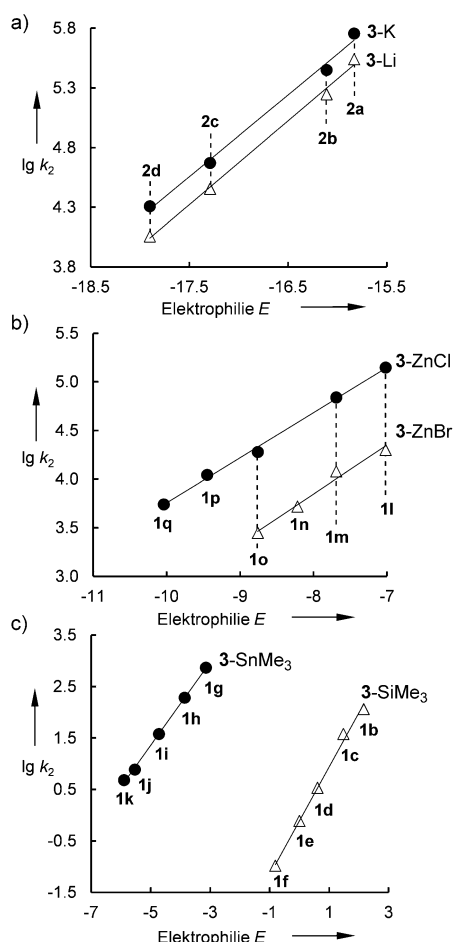 a)
5.8
3-K
3-Li
5.3
2a
2c
2b
lg k2
4.8
2d
4.3
3.8
-18.5 -17.5 -16.5 -15.5
Elektrophilie E
b)
5.5
3-ZnCl
5.0
lg k2
4.5
3-ZnBr
4.0
1p
1q
3.5
1n
1l
1o
1m
3.0
-11 -10 -9 -8 -7
Elektrophilie E
c)
3.5
3-SnMe3
3-SiMe3
2.5
1g
1h
1b
lg k2
1.5
1i
1c
1j
1k
0.5
1d
1e
-0.5
1f
-1.5
-7 -5 -3 -1 1 3
Elektrophilie E